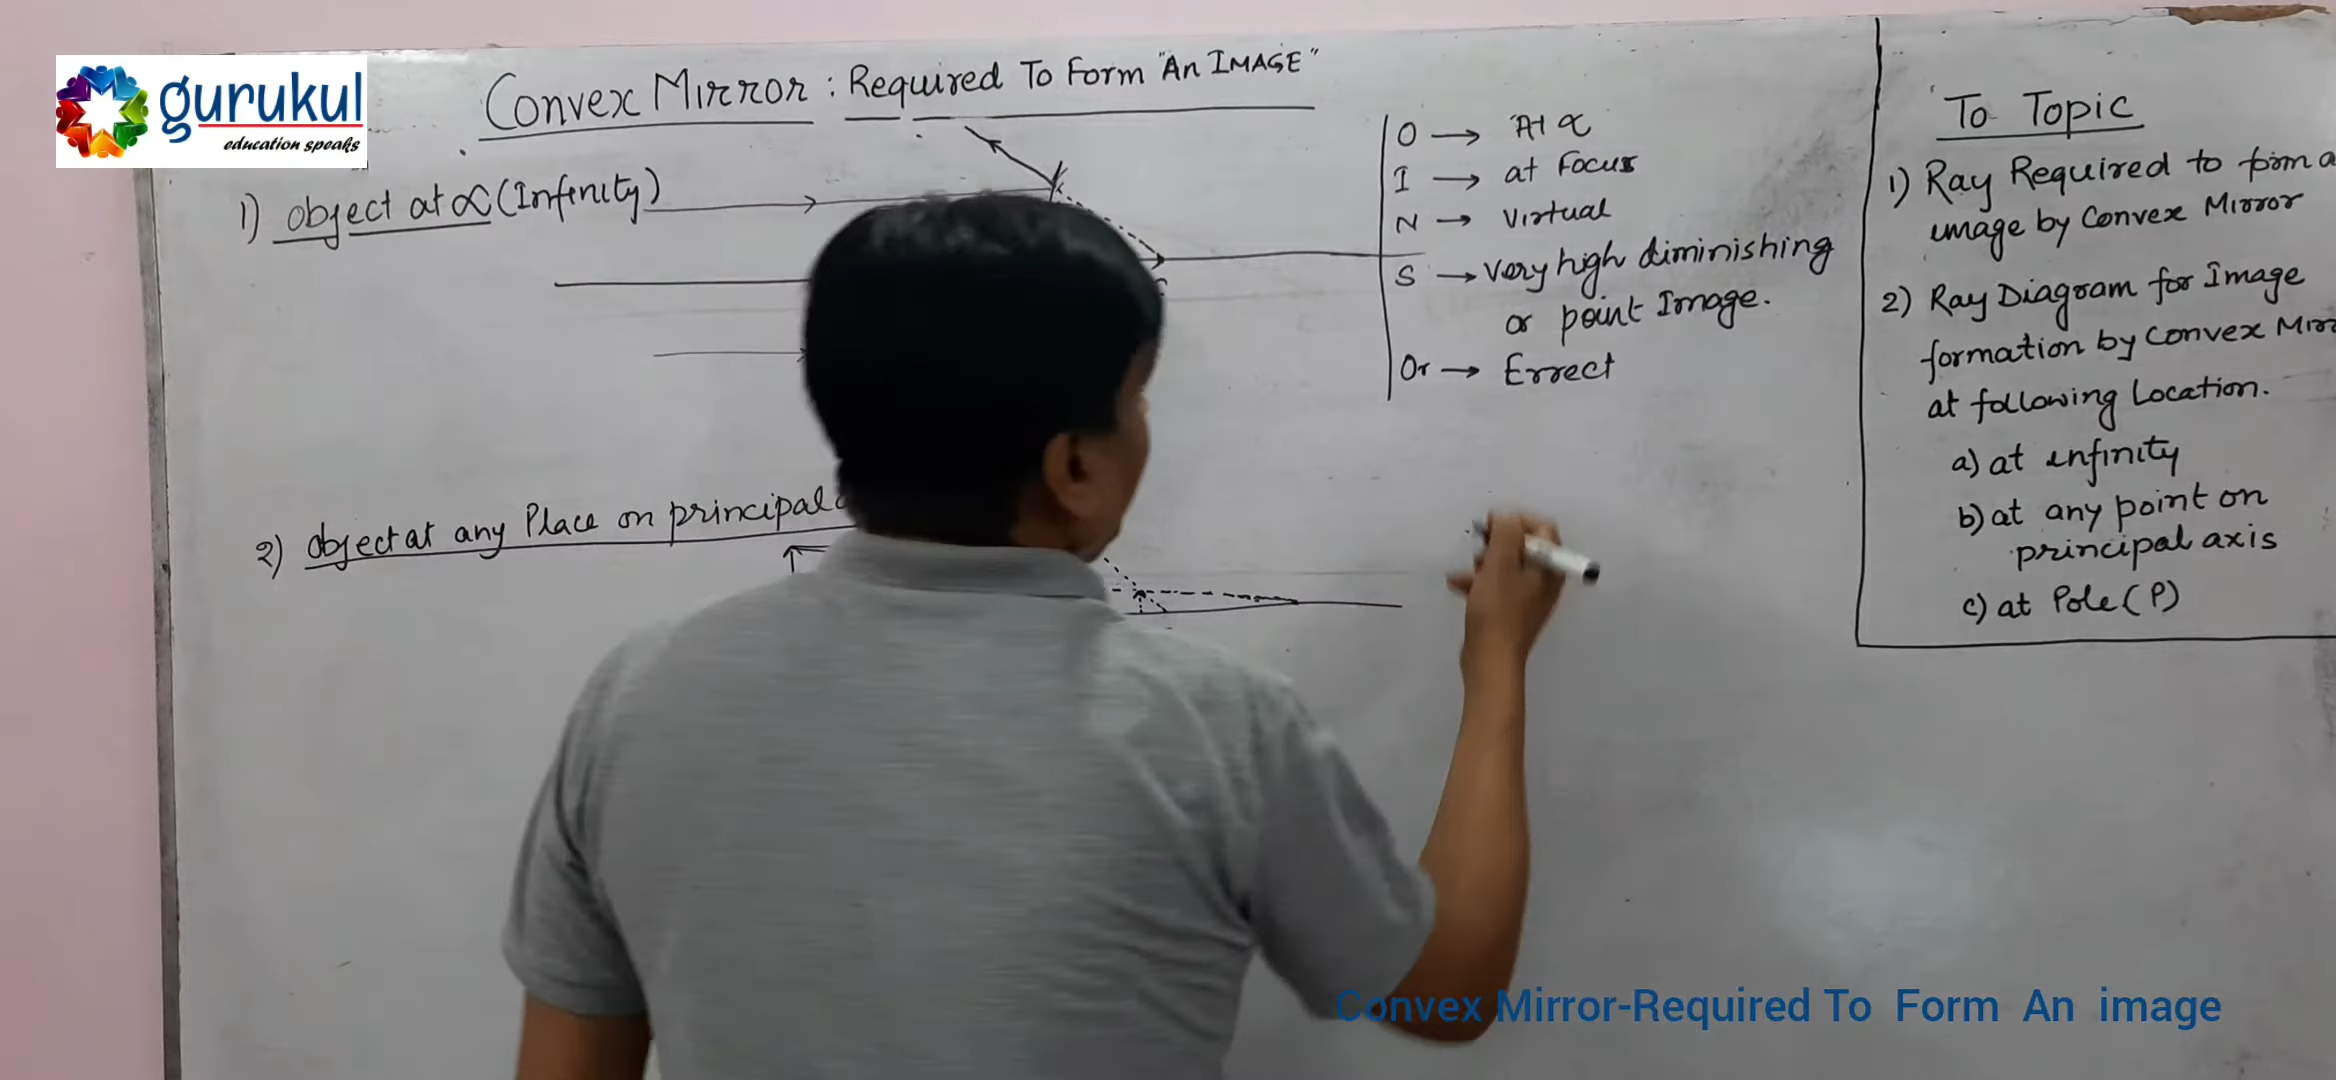 gurukul
education speaks
Convex Mirror : Required To Form "An IMAGE"
1) object at ∝ (Infinity)
O → At ∝
I → at Focus
N → Virtual
S → Very high diminishing
or point Image.
Or → Errect
2) object at any Place on principal
To Topic
1) Ray Required to form a
image by Convex Mirror
2) Ray Diagram for Image
formation by Convex Mirr
at following Location.
a) at infinity
b) at any point on
principal axis
c) at Pole (P)
Convex Mirror-Required To Form An image